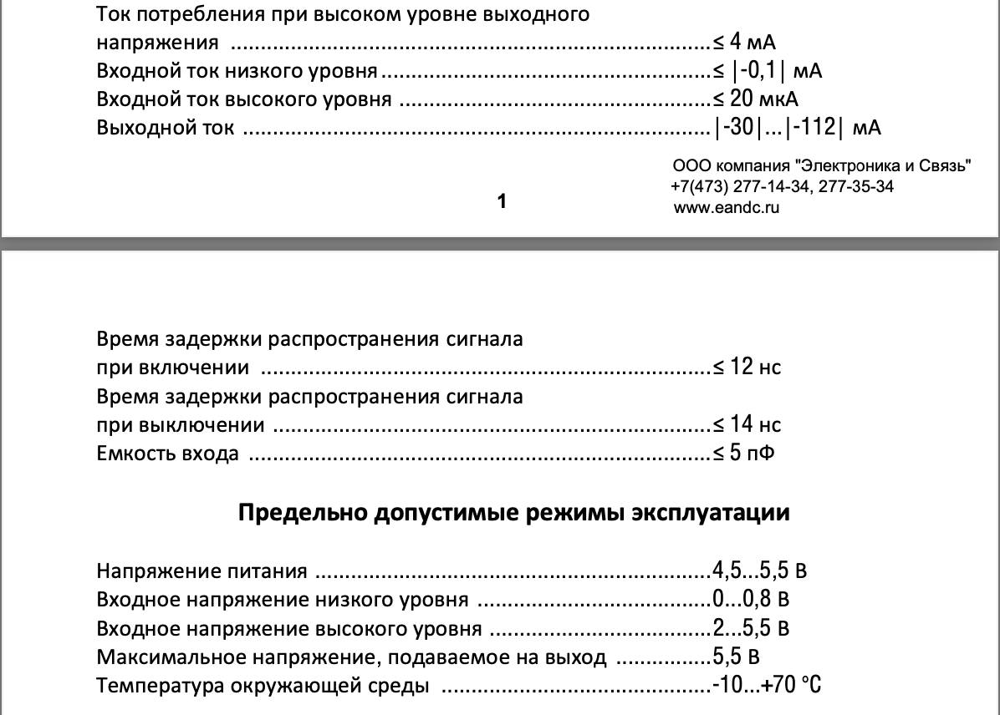 Ток потребления при высоком уровне выходного
напряжения ................................................................................≤ 4 мА
Входной ток низкого уровня.......................................................≤ |-0,1| мА
Входной ток высокого уровня ....................................................≤ 20 мкА
Выходной ток ..............................................................................|-30|...|-112| мА
ООО компания "Электроника и Связь"
+7(473) 277-14-34, 277-35-34
1
www.eandc.ru
Время задержки распространения сигнала
при включении ...........................................................................≤ 12 нс
Время задержки распространения сигнала
при выключении .........................................................................≤ 14 нс
Емкость входа .............................................................................≤ 5 пФ
Предельно допустимые режимы эксплуатации
Напряжение питания ..................................................................4,5...5,5 В
Входное напряжение низкого уровня .......................................0...0,8 В
Входное напряжение высокого уровня .....................................2...5,5 В
Максимальное напряжение, подаваемое на выход ................5,5 В
Температура окружающей среды .............................................-10...+70 °С